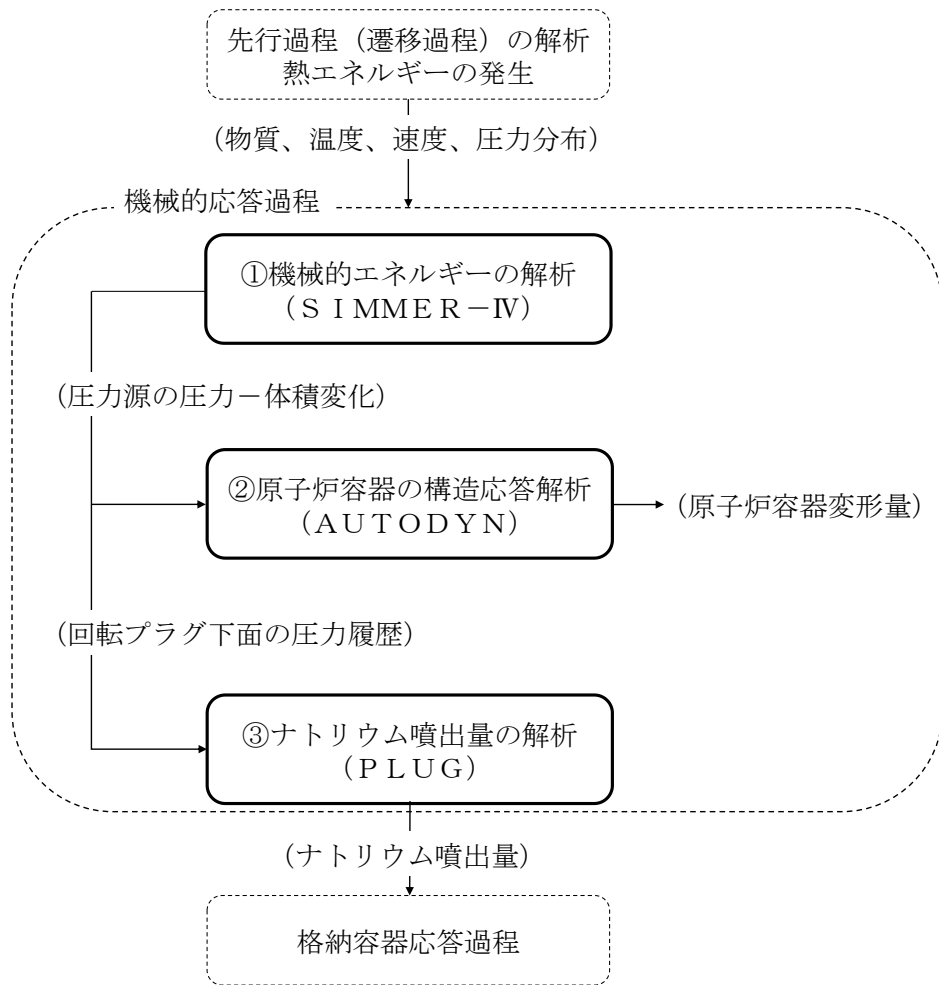 先行過程（遷移過程）の解析
熱エネルギーの発生
（物質、温度、速度、圧力分布）
機械的応答過程
①機械的エネルギーの解析
（ＳＩＭＭＥＲ－Ⅳ）
（圧力源の圧力－体積変化）
②原子炉容器の構造応答解析
（ＡＵＴＯＤＹＮ）
（原子炉容器変形量）
（回転プラグ下面の圧力履歴）
③ナトリウム噴出量の解析
（ＰＬＵＧ）
（ナトリウム噴出量）
格納容器応答過程